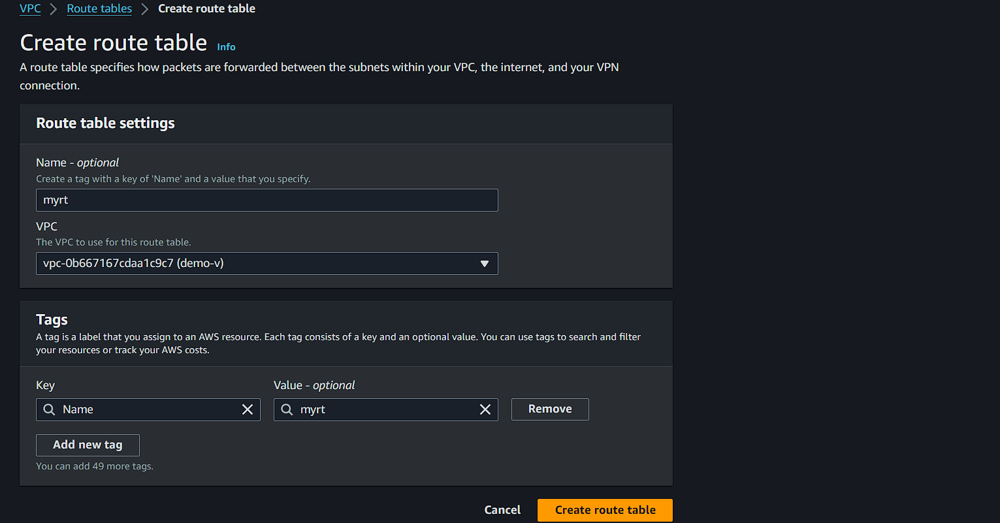 VPC > Route tables > Create route table
Create route table Info
A route table specifies how packets are forwarded between the subnets within your VPC, the internet, and your VPN
connection.
Route table settings
Name - optional
Create a tag with a key of 'Name' and a value that you specify.
myrt
VPC
The VPC to use for this route table.
vpc-0b667167cdaa1c9c7 (demo-v)
Tags
A tag is a label that you assign to an AWS resource. Each tag consists of a key and an optional value. You can use tags to search and filter
your resources or track your AWS costs.
Key Value - optional
Name myrt Remove
Add new tag
You can add 49 more tags.
Cancel Create route table